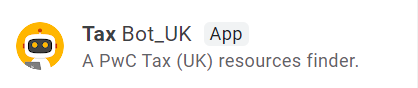 Tax Bot_UK App
A PwC Tax (UK) resources finder.